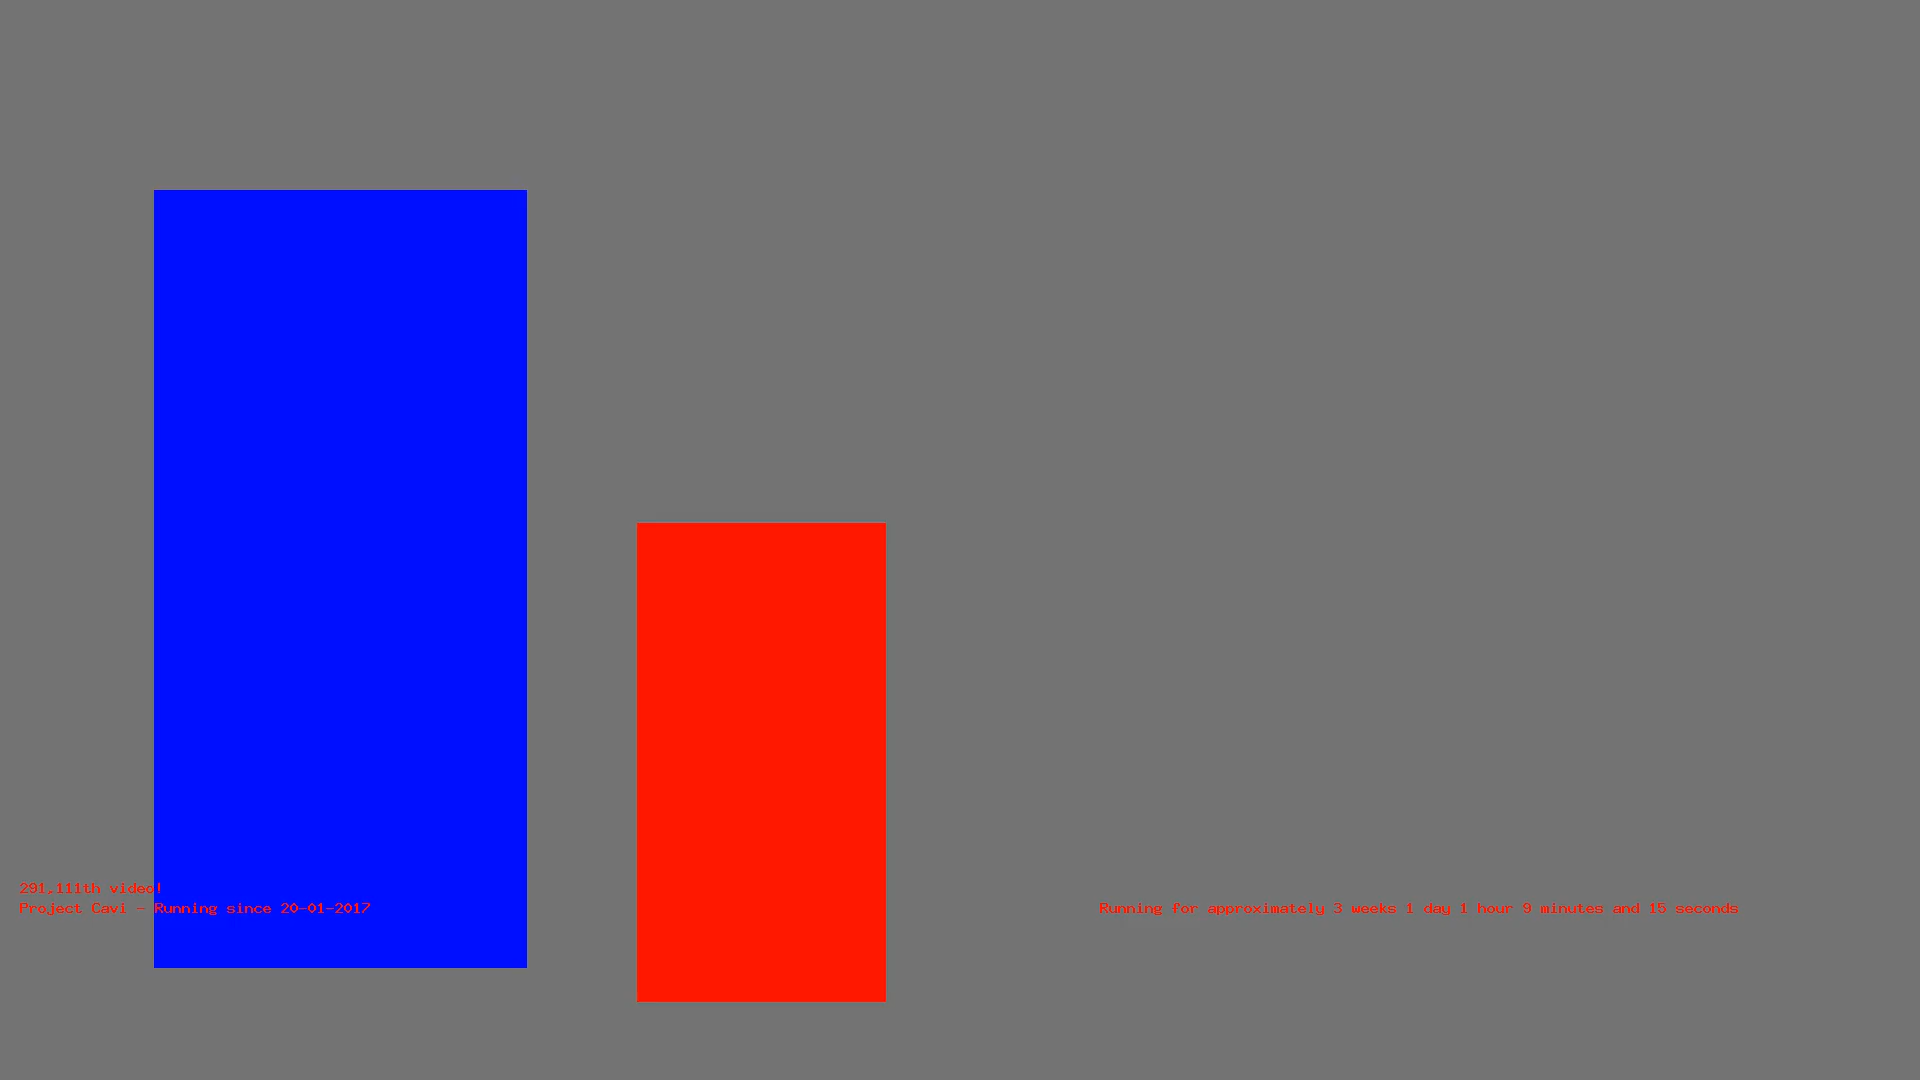 291,111th video!
Project Cavi - Running since 20-01-2017
Running for approximately 3 weeks 1 day 1 hour 9 minutes and 15 seconds